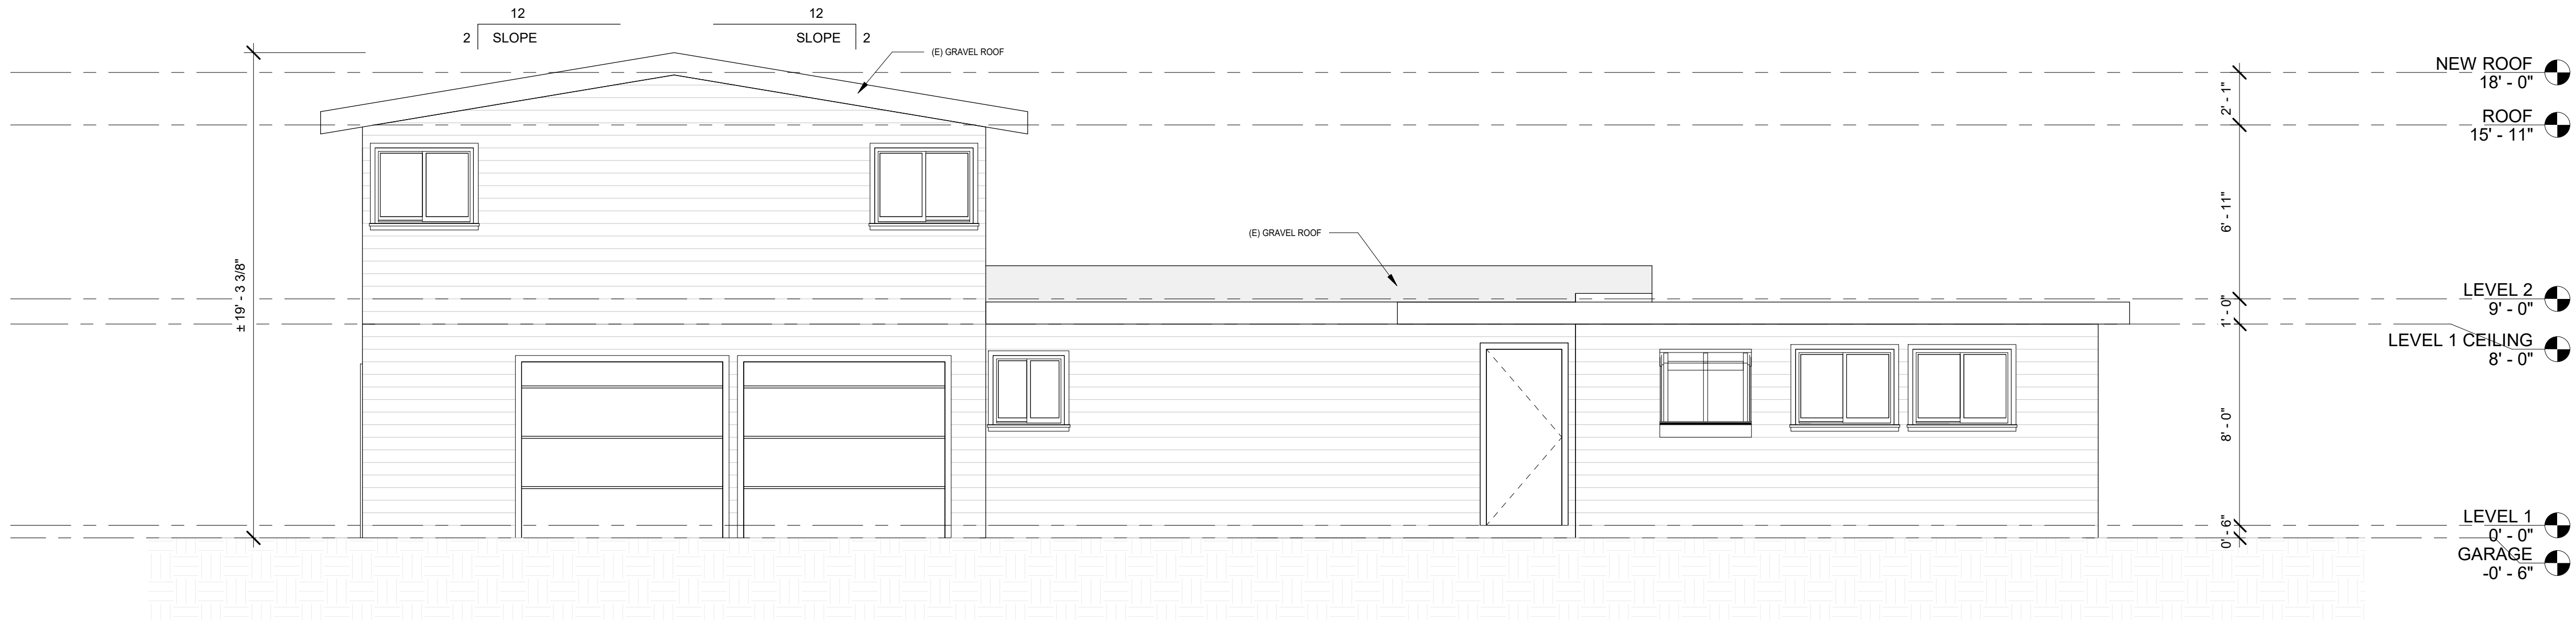 12
2 SLOPE
12
SLOPE 2
(E) GRAVEL ROOF
NEW ROOF
18' - 0"
2' - 1"
ROOF
15' - 11"
6' - 11"
(E) GRAVEL ROOF
± 19' - 3 3/8"
LEVEL 2
9' - 0"
1' - 0"
LEVEL 1 CEILING
8' - 0"
8' - 0"
LEVEL 1
0' - 0"
0' - 6"
GARAGE
-0' - 6"